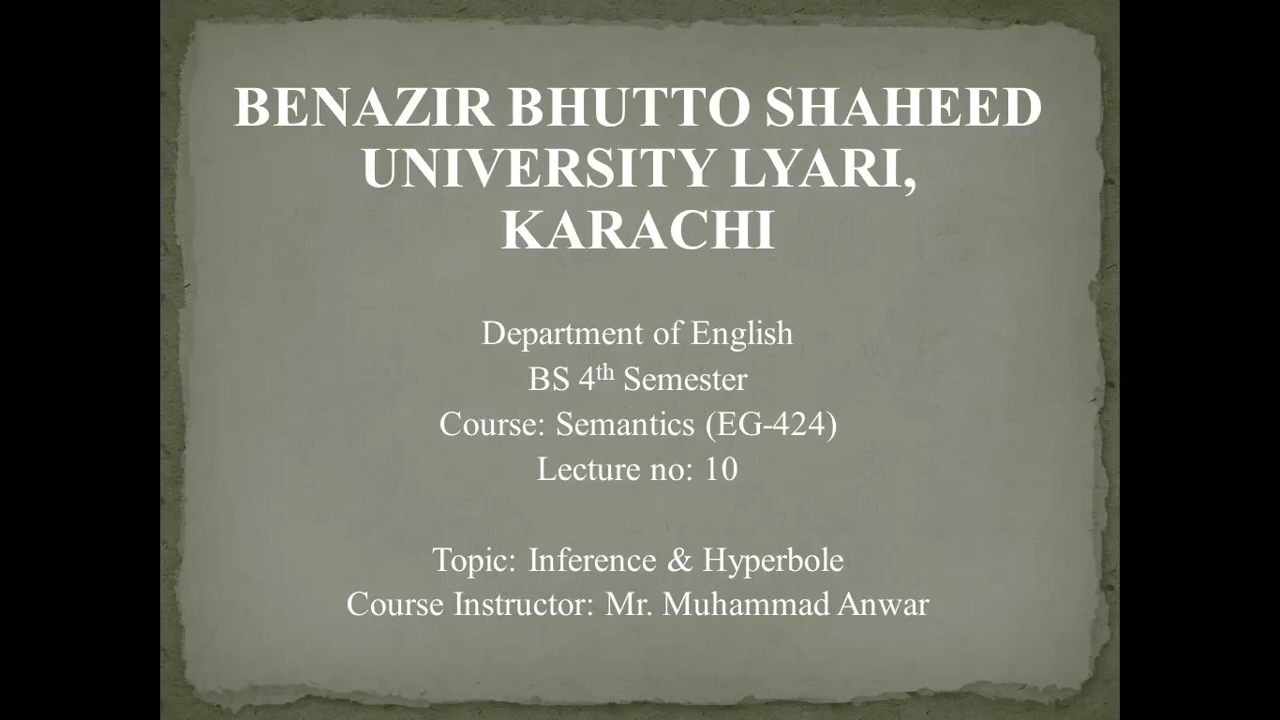 BENAZIR BHUTTO SHAHEED
UNIVERSITY LYARI,
KARACHI
Department of English
BS 4th Semester
Course: Semantics (EG-424)
Lecture no: 10
Topic: Inference & Hyperbole
Course Instructor: Mr. Muhammad Anwar